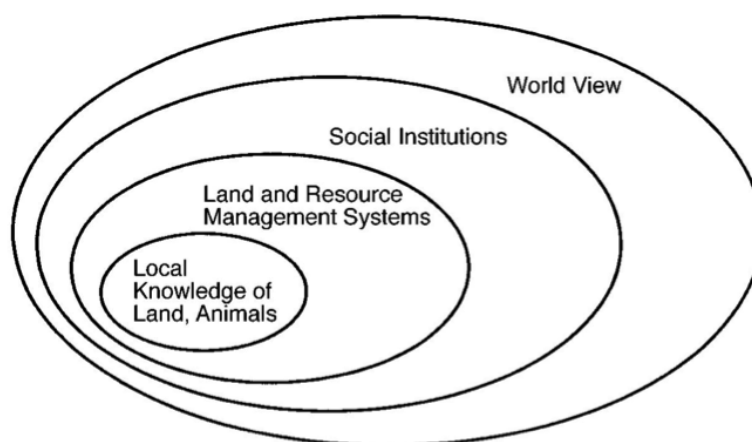 World View
Social Institutions
Land and Resource
Management Systems
Local
Knowledge of
Land, Animals